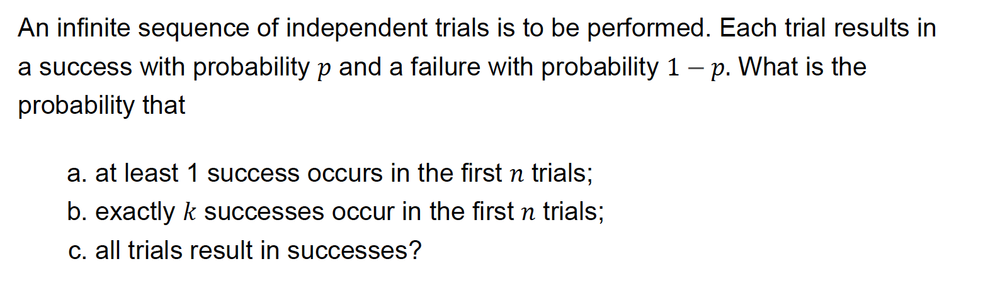 An infinite sequence of independent trials is to be performed. Each trial results in
a success with probability p and a failure with probability 1 − p. What is the
probability that
a. at least 1 success occurs in the first n trials;
b. exactly k successes occur in the first n trials;
c. all trials result in successes?